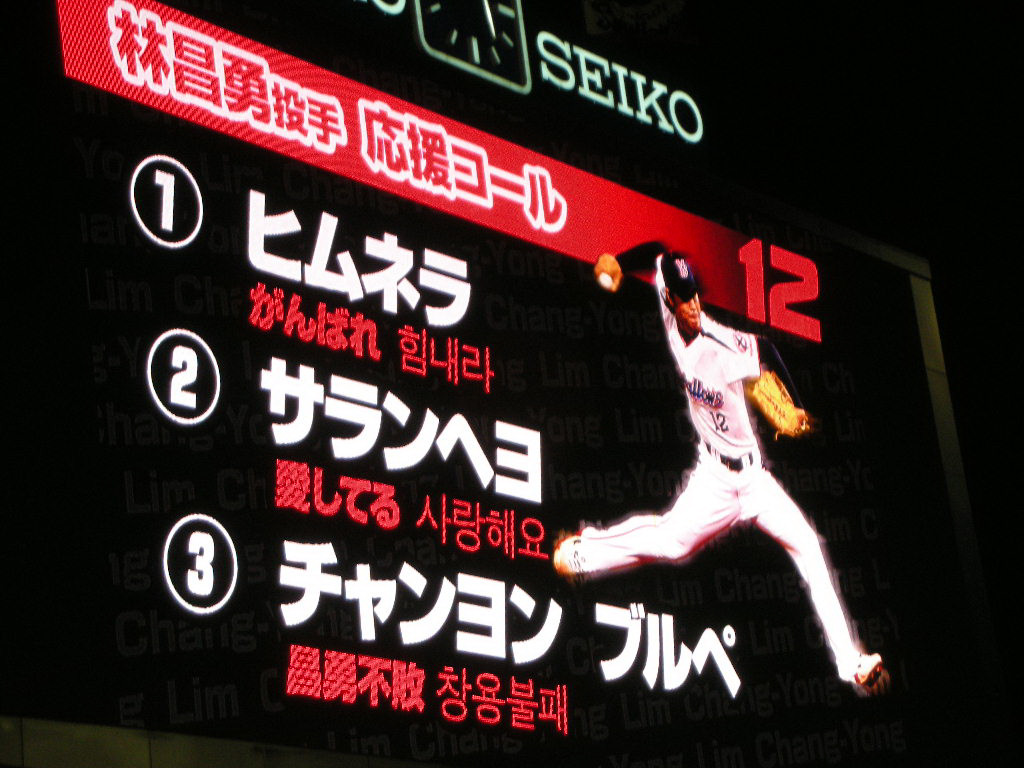 SEIKO
林昌勇投手 応援コール
12
① ヒムネラ
がんばれ 힘내라
② サランヘヨ
愛してる 사랑해요
③ チャンヨン ブルペ
昌勇不敗 창용불패
12